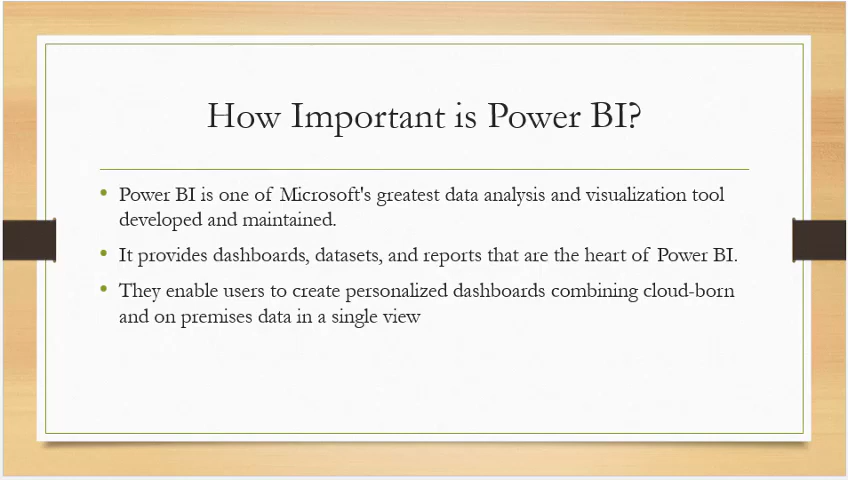 How Important is Power BI?
• Power BI is one of Microsoft's greatest data analysis and visualization tool
developed and maintained.
• It provides dashboards, datasets, and reports that are the heart of Power BI.
• They enable users to create personalized dashboards combining cloud-born
and on premises data in a single view